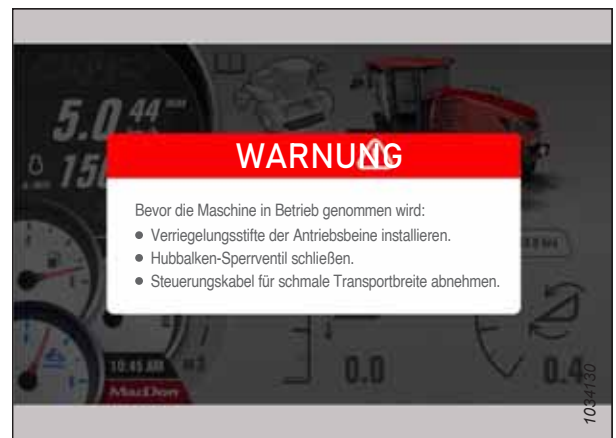 5.0 44
WARNUNG
Bevor die Maschine in Betrieb genommen wird:
● Verriegelungsstifte der Antriebsbeine installieren.
● Hubbalken-Sperrventil schließen.
● Steuerungskabel für schmale Transportbreite abnehmen.
10:45 AM
MacDon
0.0
0.4
1034130